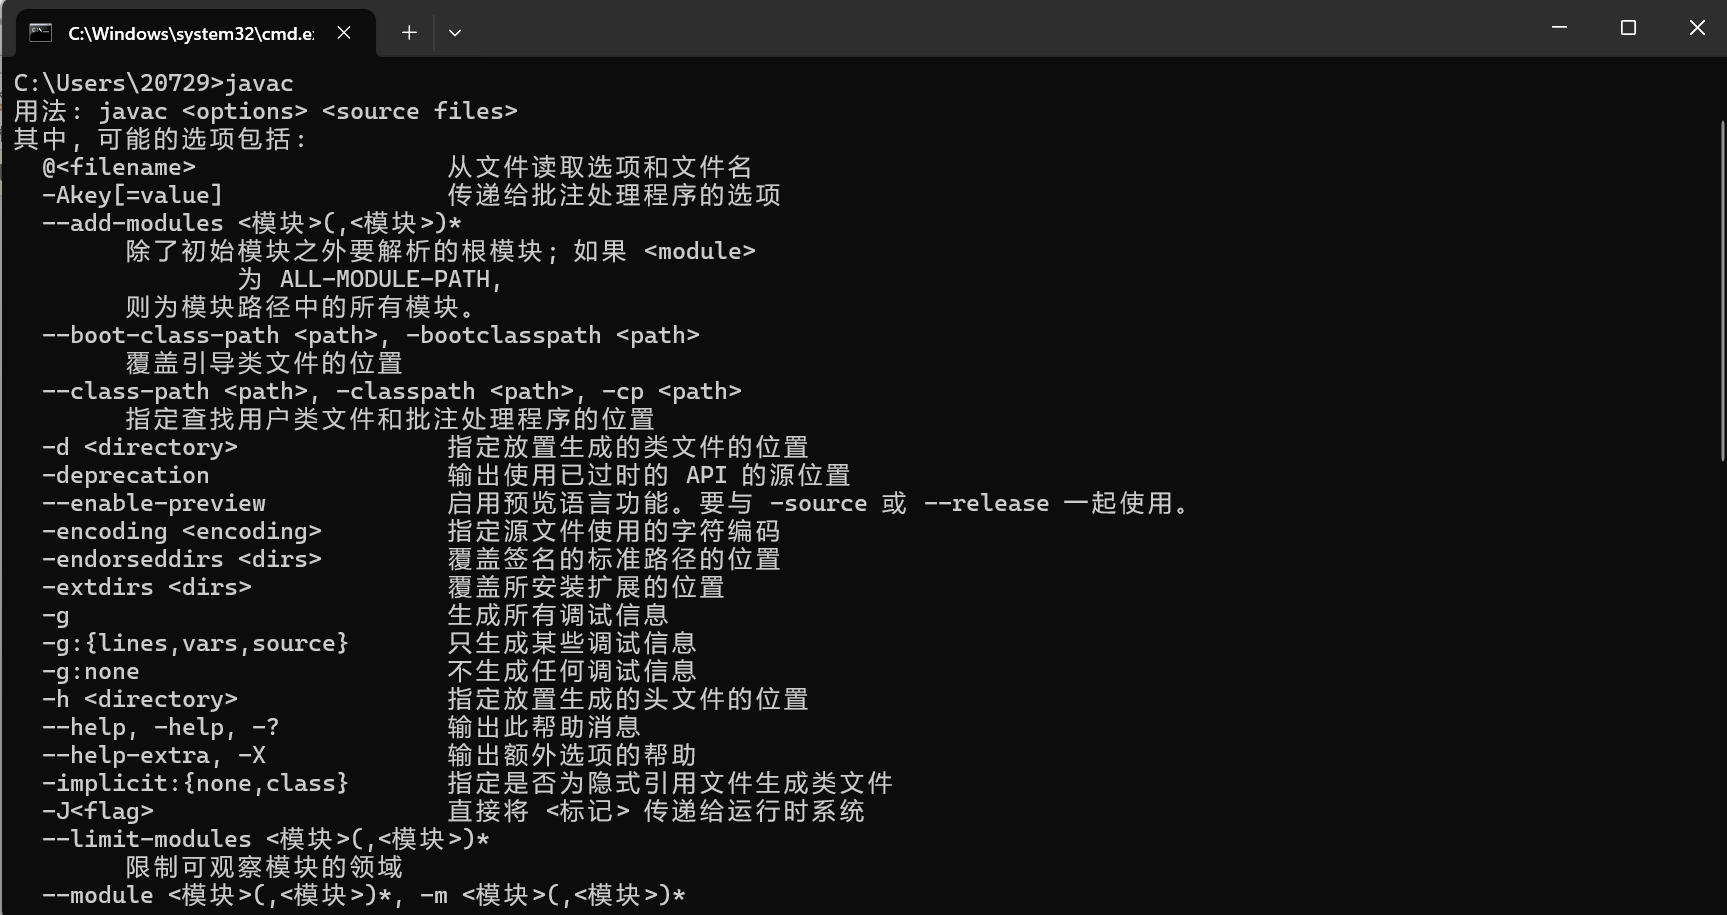 C:\Windows\system32\cmd.e
C:\Users\20729>javac
用法: javac <options> <source files>
其中, 可能的选项包括:
@<filename> 从文件读取选项和文件名
-Akey[=value] 传递给批注处理程序的选项
--add-modules <模块>(,<模块>)*
除了初始模块之外要解析的根模块; 如果 <module>
为 ALL-MODULE-PATH,
则为模块路径中的所有模块。
--boot-class-path <path>, -bootclasspath <path>
覆盖引导类文件的位置
--class-path <path>, -classpath <path>, -cp <path>
指定查找用户类文件和批注处理程序的位置
-d <directory> 指定放置生成的类文件的位置
-deprecation 输出使用已过时的 API 的源位置
--enable-preview 启用预览语言功能。要与 -source 或 --release 一起使用。
-encoding <encoding> 指定源文件使用的字符编码
-endorseddirs <dirs> 覆盖签名的标准路径的位置
-extdirs <dirs> 覆盖所安装扩展的位置
-g 生成所有调试信息
-g:{lines,vars,source} 只生成某些调试信息
-g:none 不生成任何调试信息
-h <directory> 指定放置生成的头文件的位置
--help, -help, -? 输出此帮助消息
--help-extra, -X 输出额外选项的帮助
-implicit:{none,class} 指定是否为隐式引用文件生成类文件
-J<flag> 直接将 <标记> 传递给运行时系统
--limit-modules <模块>(,<模块>)*
限制可观察模块的领域
--module <模块>(,<模块>)*, -m <模块>(,<模块>)*